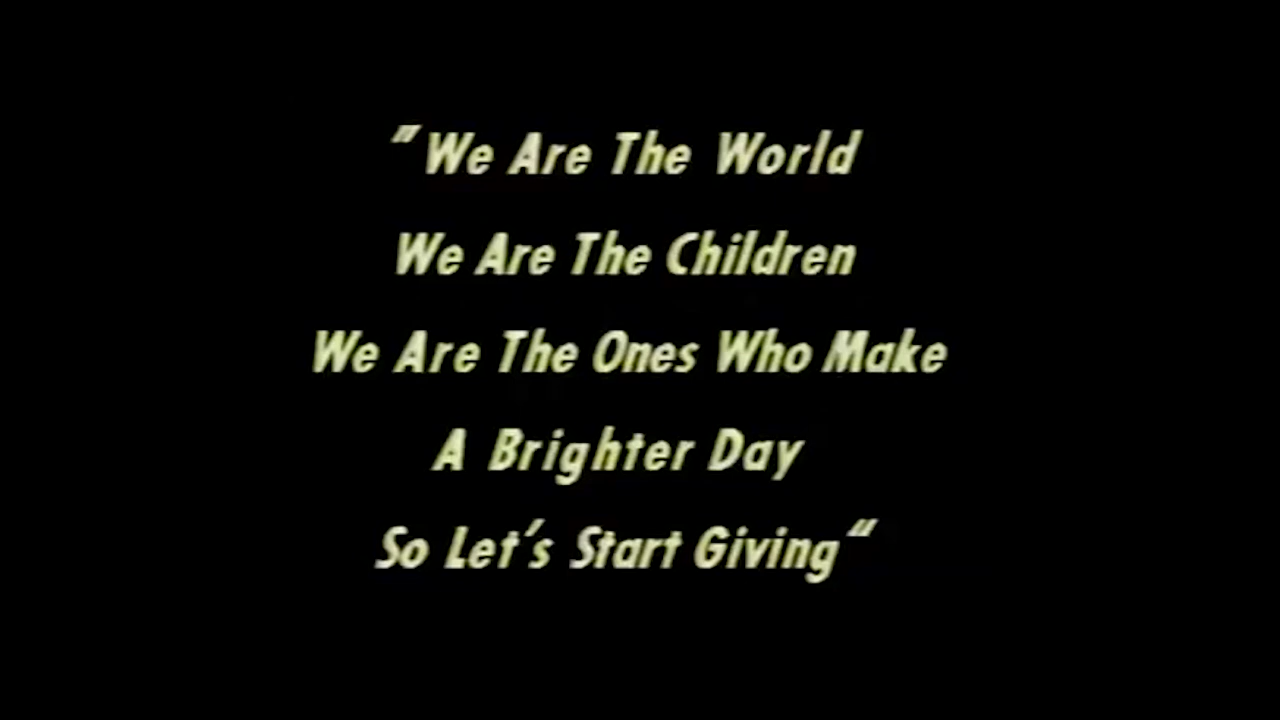 "We Are The World
We Are The Children
We Are The Ones Who Make
A Brighter Day
So Let's Start Giving“